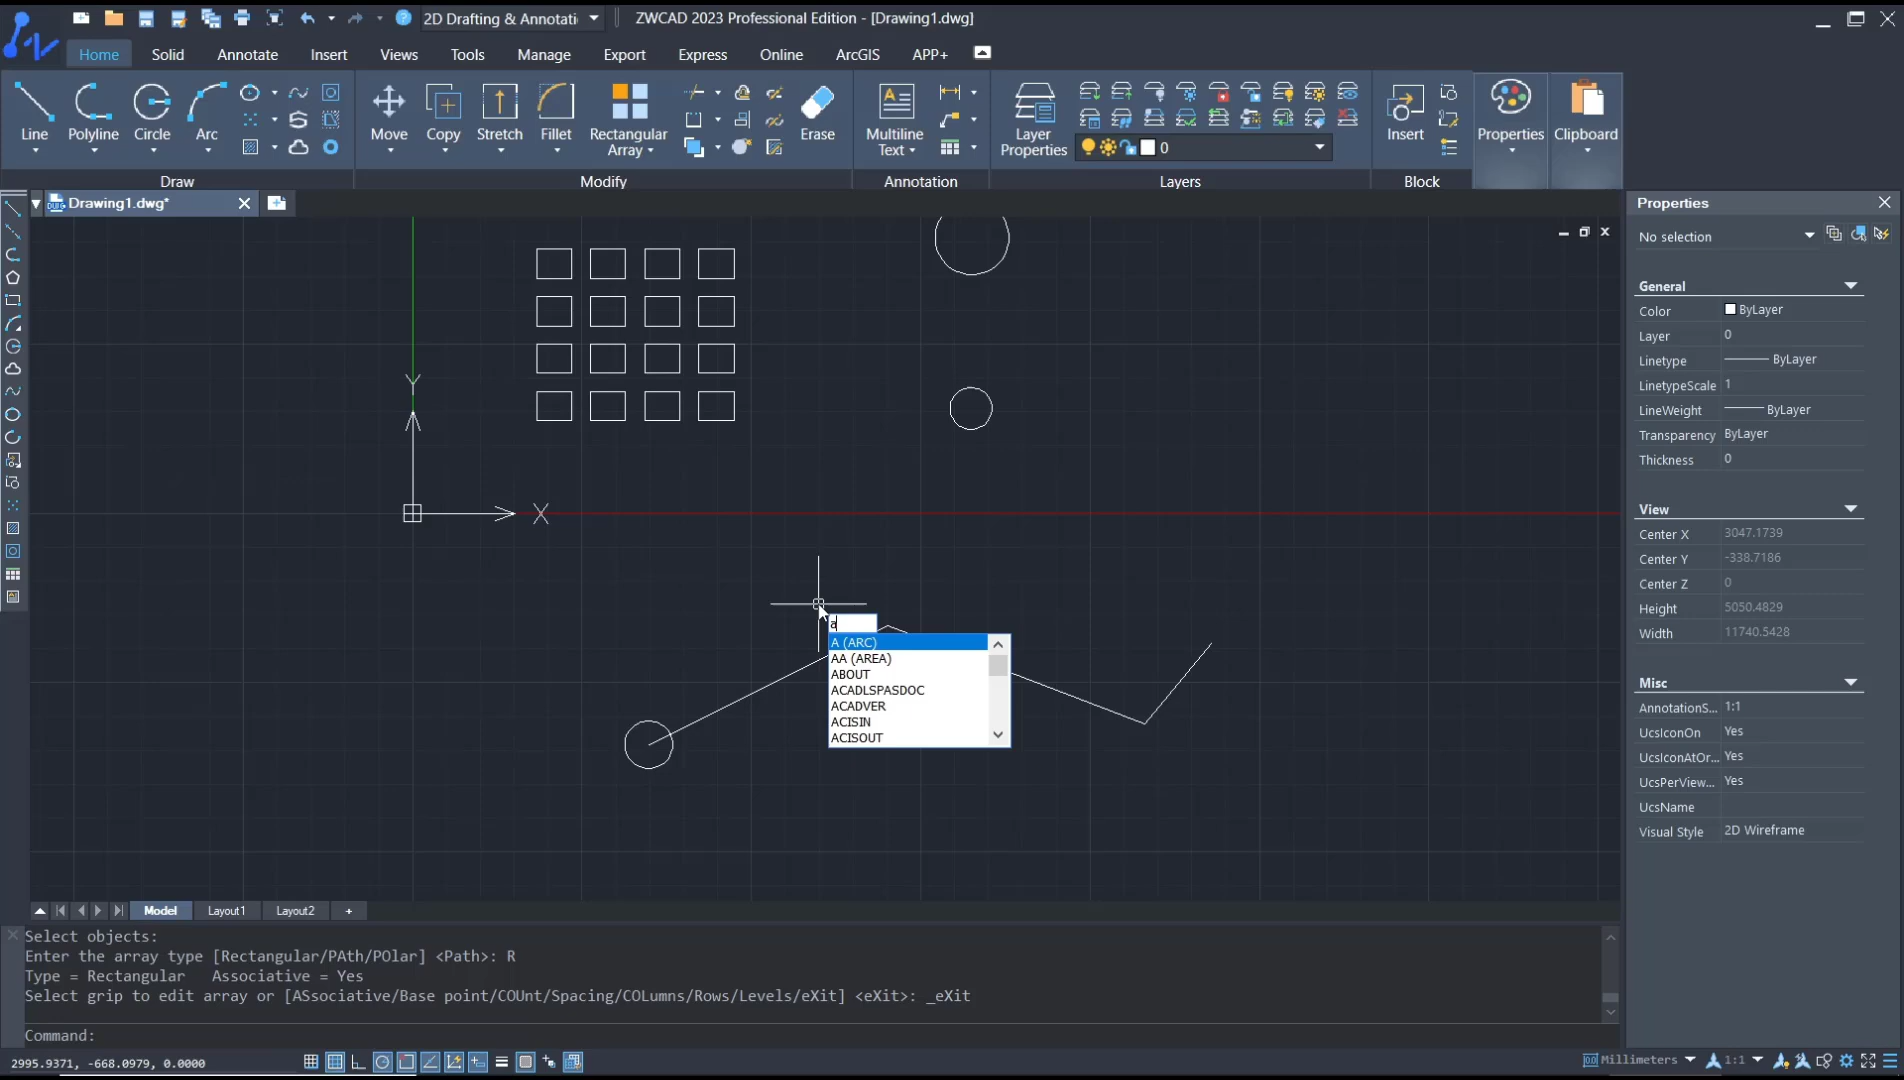 2D Drafting & Annotati
ZWCAD 2023 Professional Edition - [Drawing1.dwg]
Home
Solid
Annotate
Insert
Views
Tools
Manage
Export
Express
Online
ArcGIS
APP+
Line
Polyline
Circle
Arc
Move
Copy
Stretch
Fillet
Rectangular
Array
Erase
Multiline
Text
Layer
Properties
0
Insert
Properties
Clipboard
Draw
Modify
Annotation
Layers
Block
Drawing1.dwg*
Properties
No selection
General
Color ByLayer
Layer 0
Linetype ByLayer
LinetypeScale 1
LineWeight ByLayer
Transparency ByLayer
Thickness 0
View
Center X 3047.1739
Center Y -338.7186
Center Z 0
Height 5050.4829
Width 11740.5428
Misc
AnnotationS... 1:1
UcsIconOn Yes
UcsIconAtOr... Yes
UcsPerView... Yes
UcsName
Visual Style 2D Wireframe
Y
X
a
A (ARC)
AA (AREA)
ABOUT
ACADLSPASDOC
ACADVER
ACISIN
ACISOUT
Model
Layout1
Layout2
+
Select objects:
Enter the array type [Rectangular/PAth/POlar] <Path>: R
Type = Rectangular Associative = Yes
Select grip to edit array or [ASsociative/Base point/COUnt/Spacing/COLumns/Rows/Levels/eXit] <eXit>: _eXit
Command:
2995.9371, -668.0979, 0.0000
Millimeters
1:1